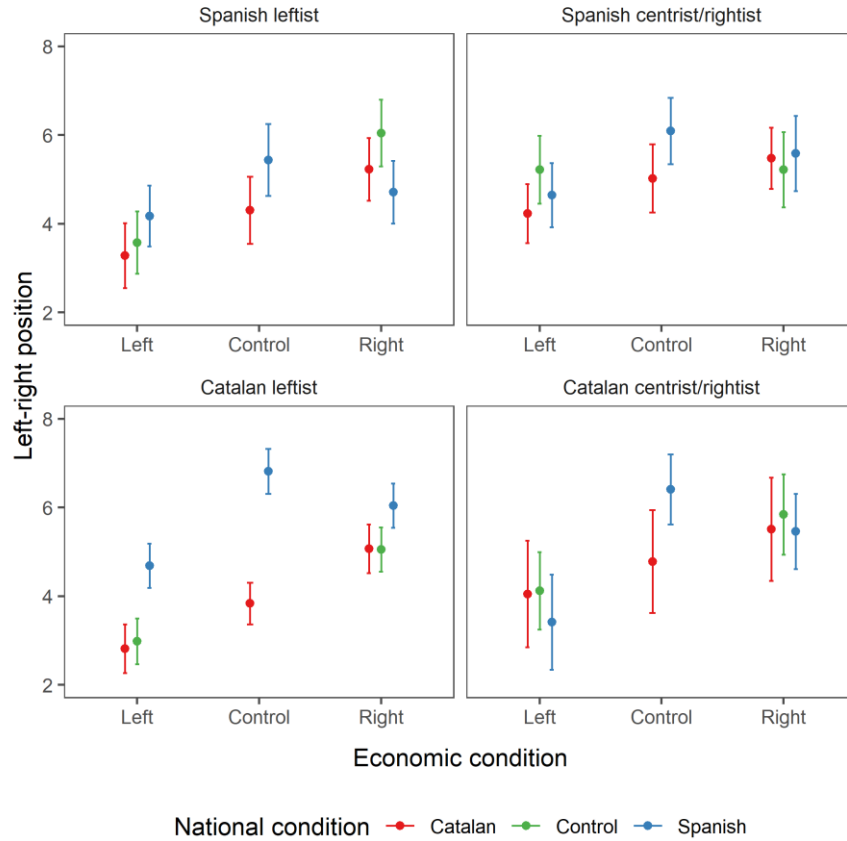 Spanish leftist
Spanish centrist/rightist
8
6
4
2
Left Control Right
Left Control Right
Catalan leftist
Catalan centrist/rightist
8
6
4
2
Left Control Right
Left Control Right
Left-right position
Economic condition
National condition Catalan Control Spanish